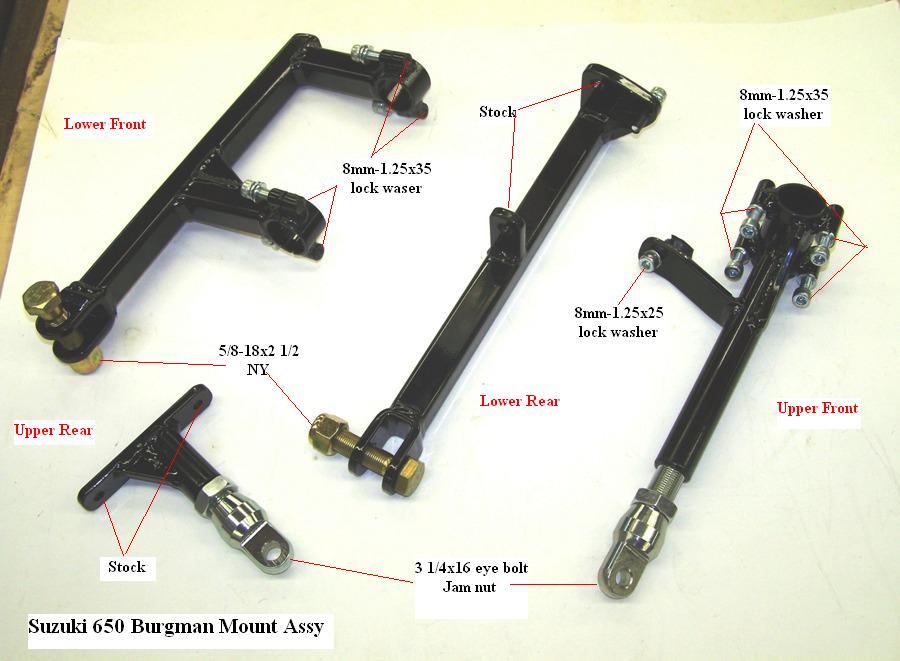 Lower Front
8mm-1.25x35
lock waser
Stock
8mm-1.25x35
lock washer
8mm-1.25x25
lock washer
5/8-18x2 1/2
NY
Lower Rear
Upper Front
Upper Rear
Stock
3 1/4x16 eye bolt
Jam nut
Suzuki 650 Burgman Mount Assy